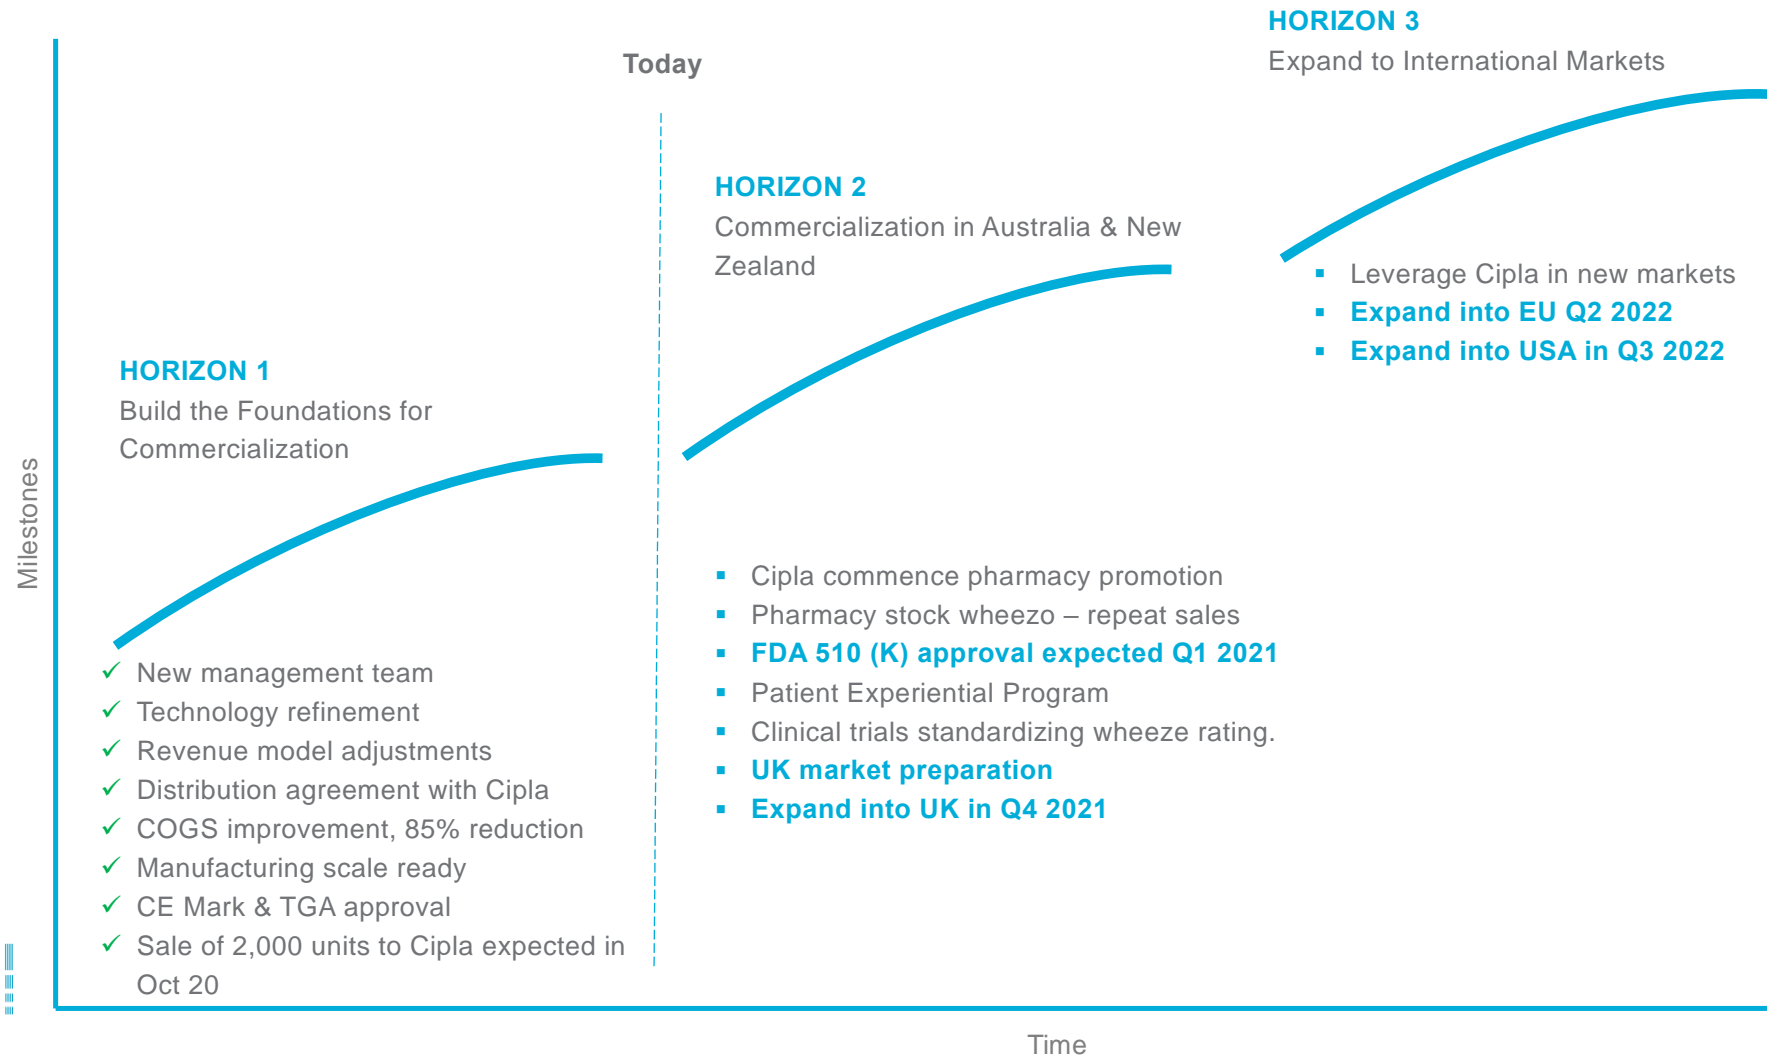 HORIZON 3
Expand to International Markets
Today
HORIZON 2
Commercialization in Australia & New
Zealand
▪ Leverage Cipla in new markets
▪ Expand into EU Q2 2022
▪ Expand into USA in Q3 2022
HORIZON 1
Build the Foundations for
Commercialization
Milestones
▪ Cipla commence pharmacy promotion
▪ Pharmacy stock wheezo – repeat sales
▪ FDA 510 (K) approval expected Q1 2021
▪ Patient Experiential Program
▪ Clinical trials standardizing wheeze rating.
▪ UK market preparation
▪ Expand into UK in Q4 2021
✓ New management team
✓ Technology refinement
✓ Revenue model adjustments
✓ Distribution agreement with Cipla
✓ COGS improvement, 85% reduction
✓ Manufacturing scale ready
✓ CE Mark & TGA approval
✓ Sale of 2,000 units to Cipla expected in
Oct 20
Time